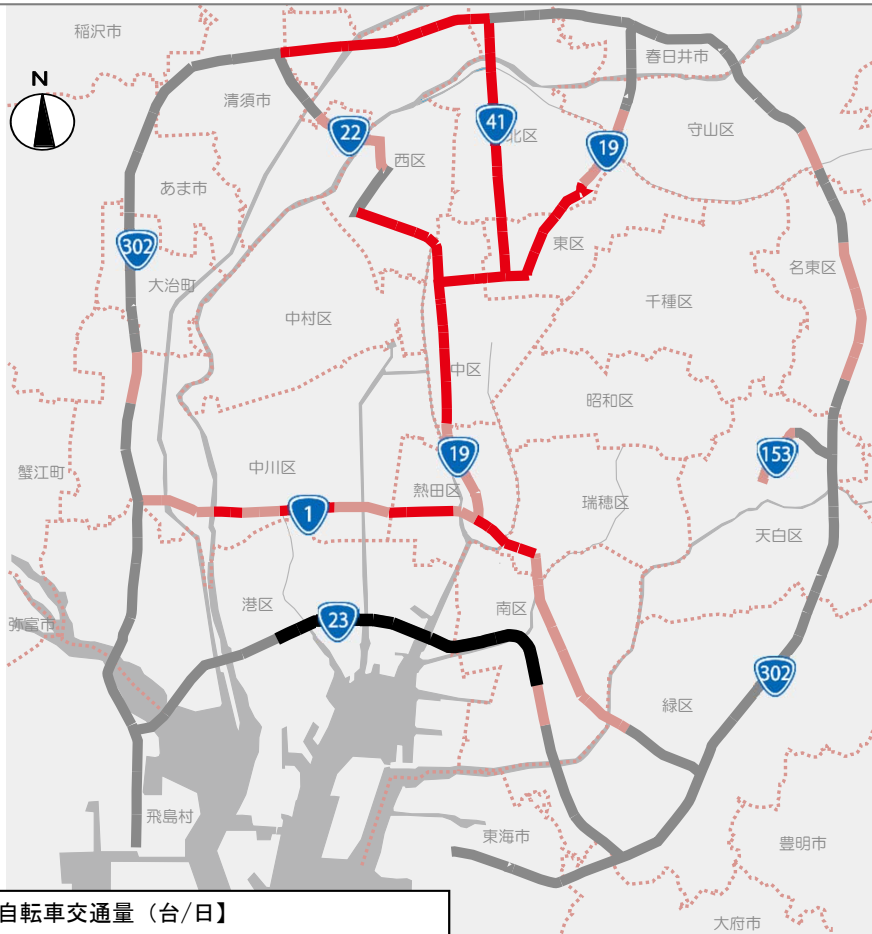 稲沢市
春日井市
N
清須市
41
北区
守山区
22
19
西区
あま市
東区
302
名東区
大治町
千種区
中村区
中区
昭和区
19
153
蟹江町
中川区
熱田区
瑞穂区
1
天白区
港区
南区
23
弥富市
302
緑区
飛島村
東海市
豊明市
自転車交通量（台/日】
大府市